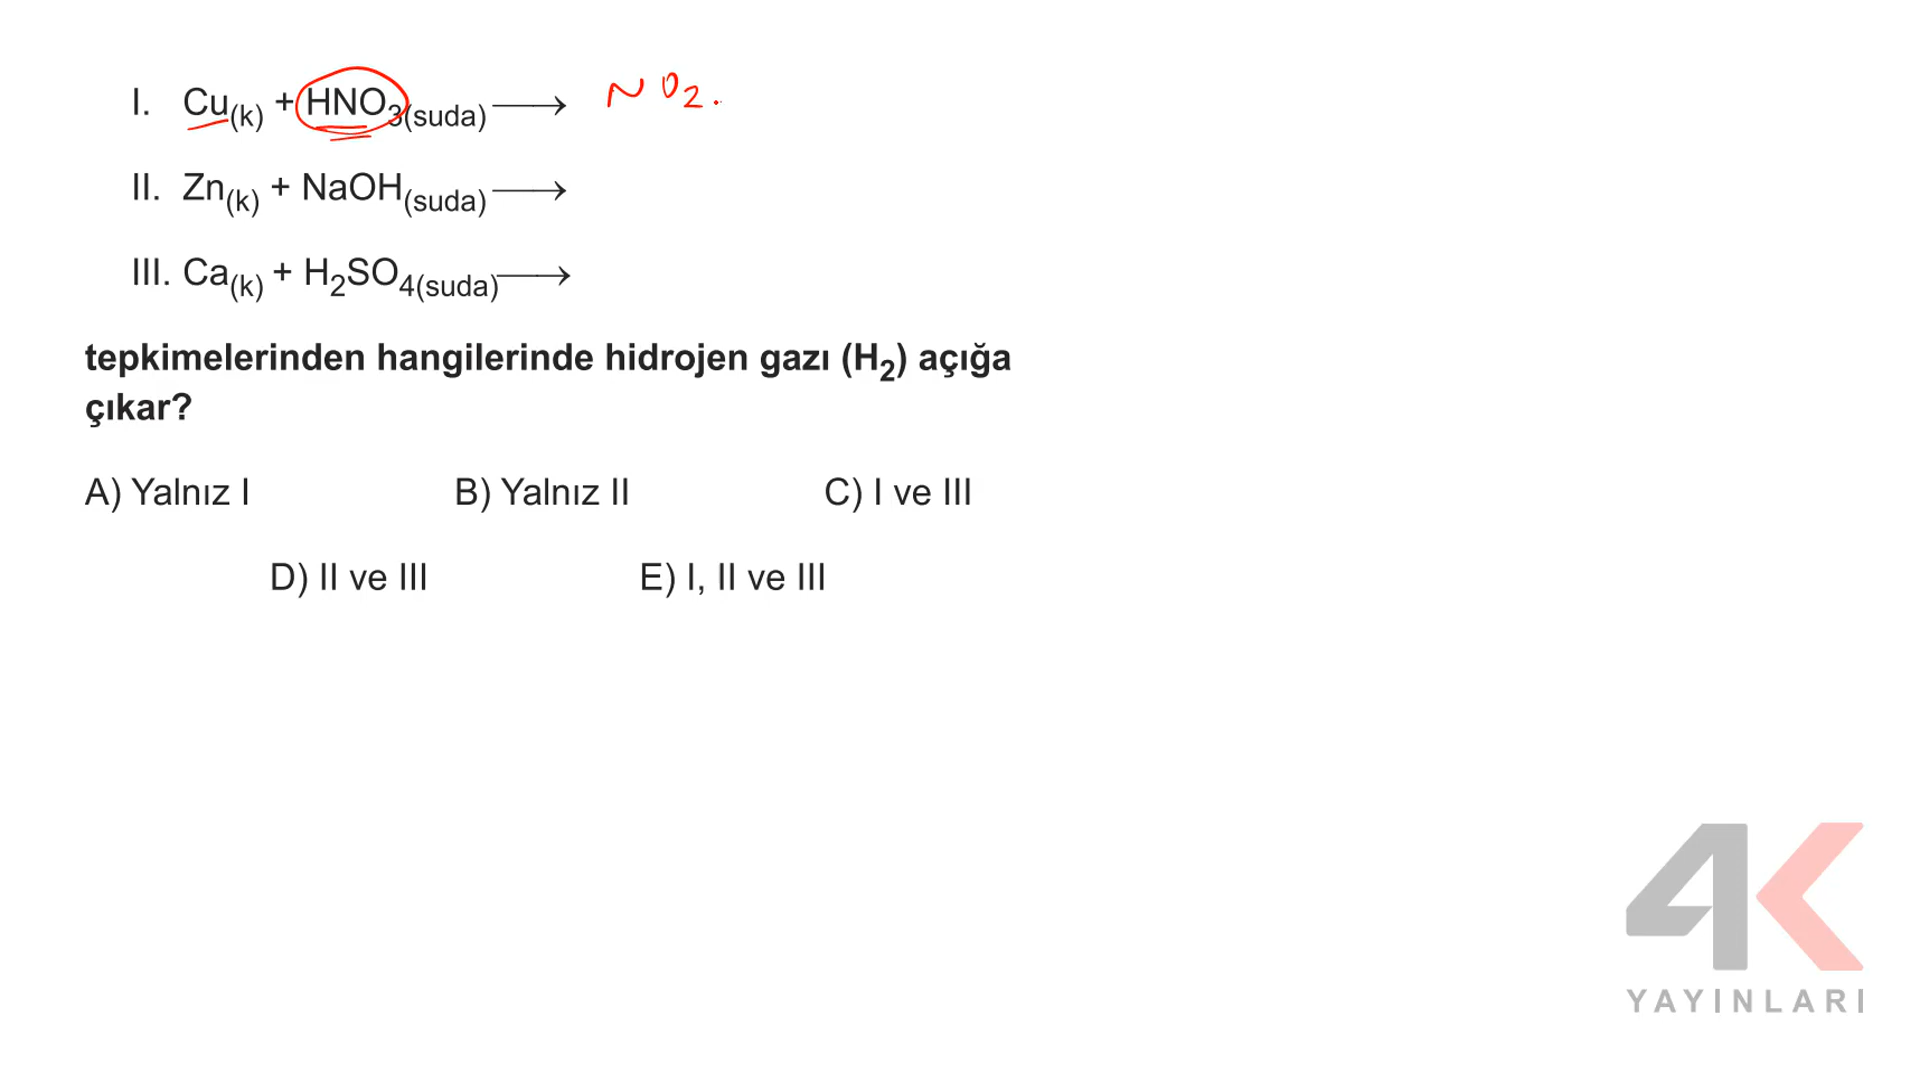 I. Cu(k) + HNO3(suda) ⟶ NO2.
II. Zn(k) + NaOH(suda) ⟶
III. Ca(k) + H2SO4(suda) ⟶
tepkimelerinden hangilerinde hidrojen gazı (H2) açığa
çıkar?
A) Yalnız I B) Yalnız II C) I ve III
D) II ve III E) I, II ve III
4K
YAYINLARI